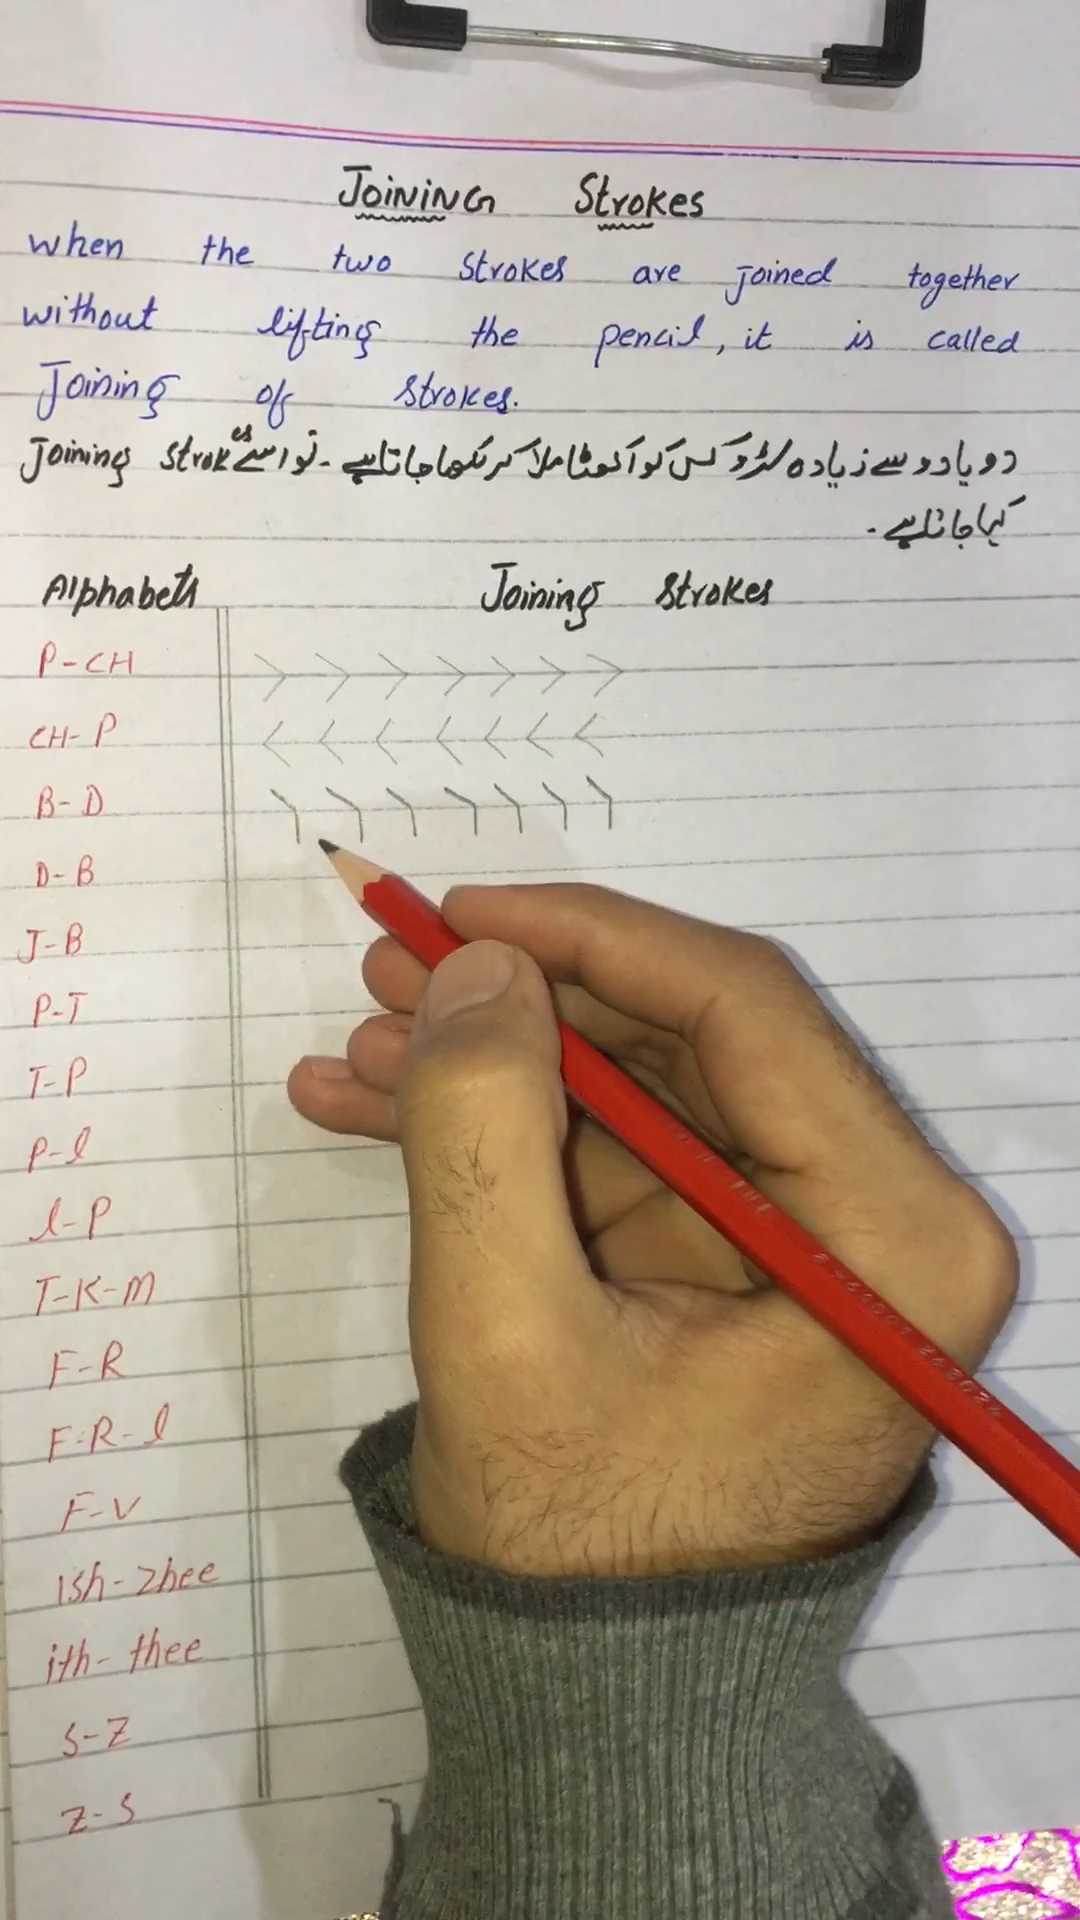 Joining Strokes
when the two strokes are joined together
without lifting the pencil, it is called
Joining of strokes.
دو یا دو سے زیادہ سٹروکس کو اکھٹا ملا کر لکھا جاتا ہے۔ تو اسے Joining Strokes
کہا جاتا ہے۔
Alphabets Joining Strokes
P-CH
CH-P
B-D
D-B
J-B
P-T
T-P
P-l
l-P
T-K-M
F-R
F-R-l
F-V
ish-zhee
ith-thee
S-Z
Z-S